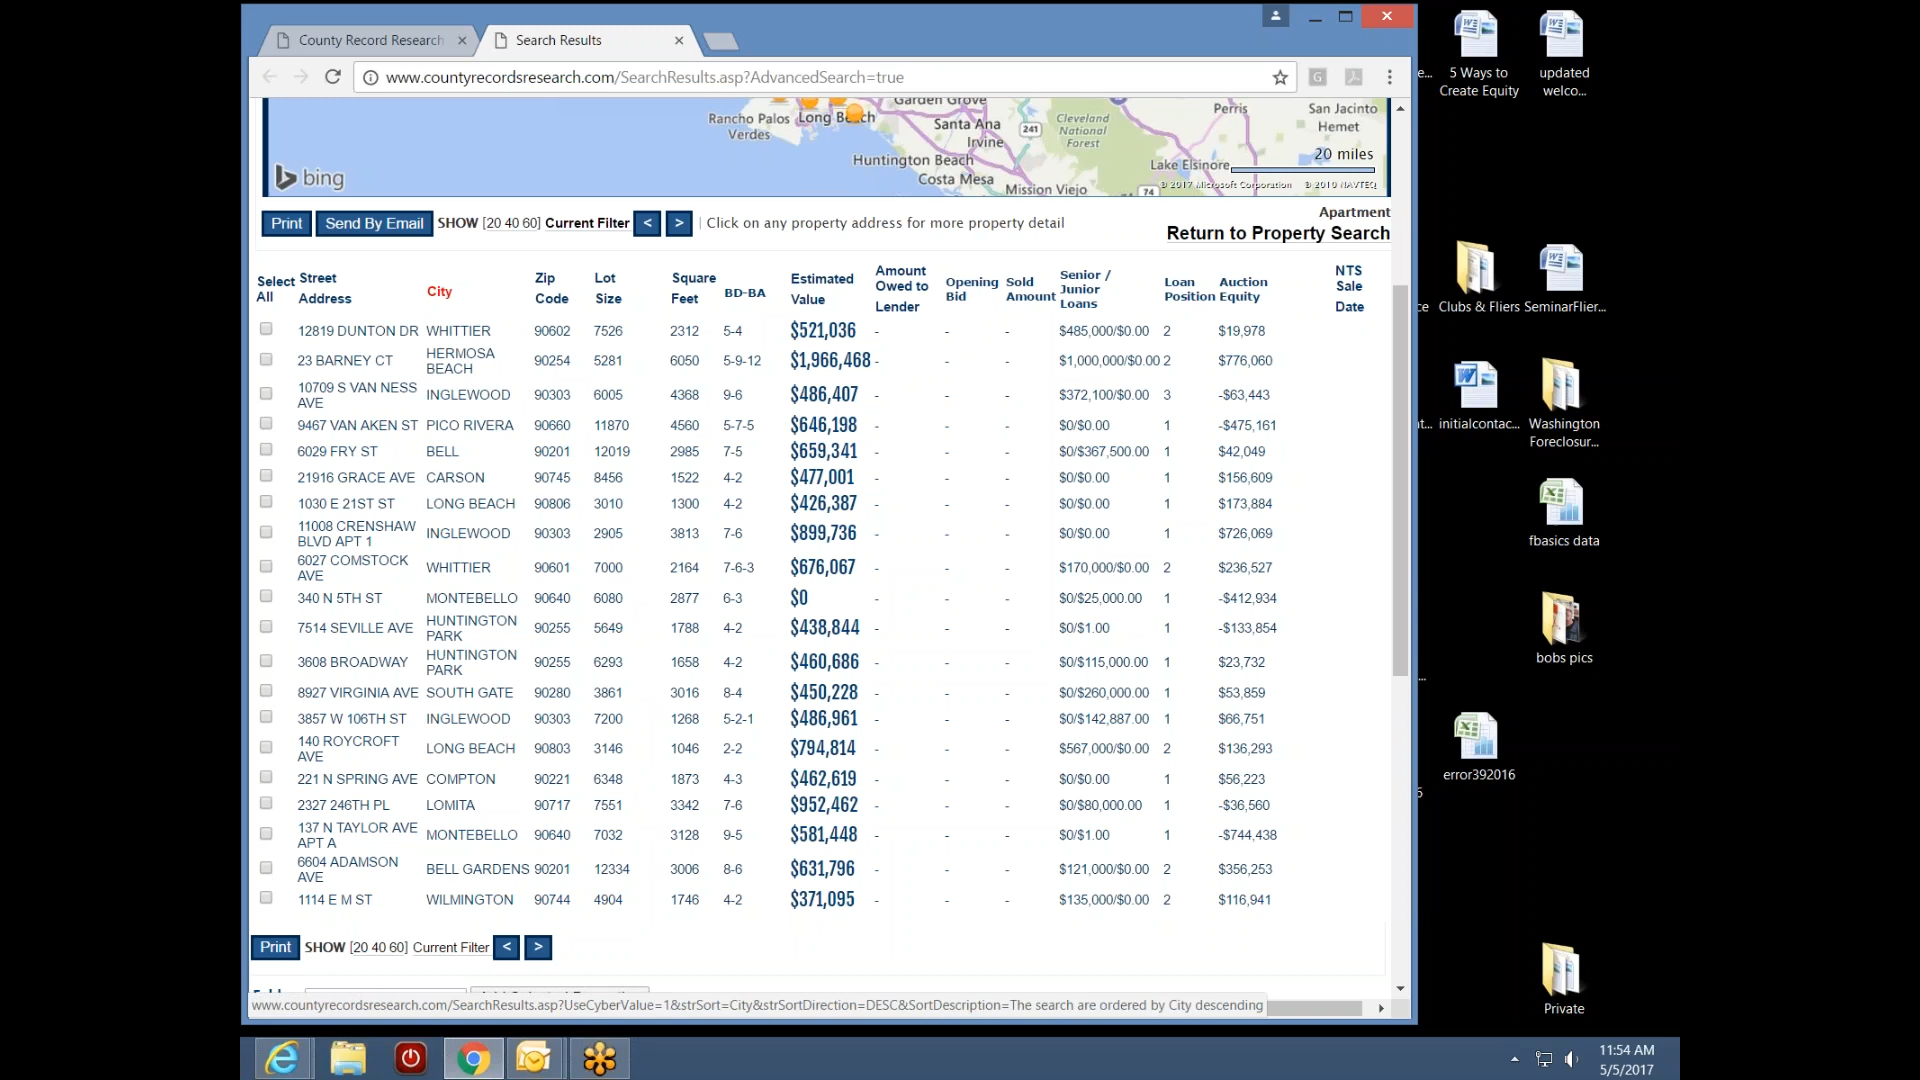 County Record Research
Search Results
www.countyrecordsresearch.com/SearchResults.asp?AdvancedSearch=true
Garden Grove
Rancho Palos
Verdes
Long Beach
Santa Ana
Irvine
241
Cleveland
National
Forest
Perris
San Jacinto
Hemet
Huntington Beach
Costa Mesa
Mission Viejo
Lake Elsinore
74
20 miles
bing
© 2017 Microsoft Corporation © 2010 NAVTEQ
Print Send By Email SHOW [20 40 60] Current Filter < > | Click on any property address for more property detail
Apartment
Return to Property Search
Select All Street Address City Zip Code Lot Size Square Feet BD-BA Estimated Value Amount Owed to Lender Opening Bid Sold Amount Senior / Junior Loans Loan Position Auction Equity NTS Sale Date
12819 DUNTON DR WHITTIER 90602 7526 2312 5-4 $521,036 - - - $485,000/$0.00 2 $19,978
23 BARNEY CT HERMOSA BEACH 90254 5281 6050 5-9-12 $1,966,468 - - - $1,000,000/$0.00 2 $776,060
10709 S VAN NESS AVE INGLEWOOD 90303 6005 4368 9-6 $486,407 - - - $372,100/$0.00 3 -$63,443
9467 VAN AKEN ST PICO RIVERA 90660 11870 4560 5-7-5 $646,198 - - - $0/$0.00 1 -$475,161
6029 FRY ST BELL 90201 12019 2985 7-5 $659,341 - - - $0/$367,500.00 1 $42,049
21916 GRACE AVE CARSON 90745 8456 1522 4-2 $477,001 - - - $0/$0.00 1 $156,609
1030 E 21ST ST LONG BEACH 90806 3010 1300 4-2 $426,387 - - - $0/$0.00 1 $173,884
11008 CRENSHAW BLVD APT 1 INGLEWOOD 90303 2905 3813 7-6 $899,736 - - - $0/$0.00 1 $726,069
6027 COMSTOCK AVE WHITTIER 90601 7000 2164 7-6-3 $676,067 - - - $170,000/$0.00 2 $236,527
340 N 5TH ST MONTEBELLO 90640 6080 2877 6-3 $0 - - - $0/$25,000.00 1 -$412,934
7514 SEVILLE AVE HUNTINGTON PARK 90255 5649 1788 4-2 $438,844 - - - $0/$1.00 1 -$133,854
3608 BROADWAY HUNTINGTON PARK 90255 6293 1658 4-2 $460,686 - - - $0/$115,000.00 1 $23,732
8927 VIRGINIA AVE SOUTH GATE 90280 3861 3016 8-4 $450,228 - - - $0/$260,000.00 1 $53,859
3857 W 106TH ST INGLEWOOD 90303 7200 1268 5-2-1 $486,961 - - - $0/$142,887.00 1 $66,751
140 ROYCROFT AVE LONG BEACH 90803 3146 1046 2-2 $794,814 - - - $567,000/$0.00 2 $136,293
221 N SPRING AVE COMPTON 90221 6348 1873 4-3 $462,619 - - - $0/$0.00 1 $56,223
2327 246TH PL LOMITA 90717 7551 3342 7-6 $952,462 - - - $0/$80,000.00 1 -$36,560
137 N TAYLOR AVE APT A MONTEBELLO 90640 7032 3128 9-5 $581,448 - - - $0/$1.00 1 -$744,438
6604 ADAMSON AVE BELL GARDENS 90201 12334 3006 8-6 $631,796 - - - $121,000/$0.00 2 $356,253
1114 E M ST WILMINGTON 90744 4904 1746 4-2 $371,095 - - - $135,000/$0.00 2 $116,941
Print SHOW [20 40 60] Current Filter < >
www.countyrecordsresearch.com/SearchResults.asp?UseCyberValue=1&strSort=City&strSortDirection=DESC&SortDescription=The search are ordered by City descending
5 Ways to
Create Equity
updated
welco...
Clubs & Fliers
SeminarFlier...
initialcontac...
Washington
Foreclosur...
fbasics data
bobs pics
error392016
Private
11:54 AM
5/5/2017